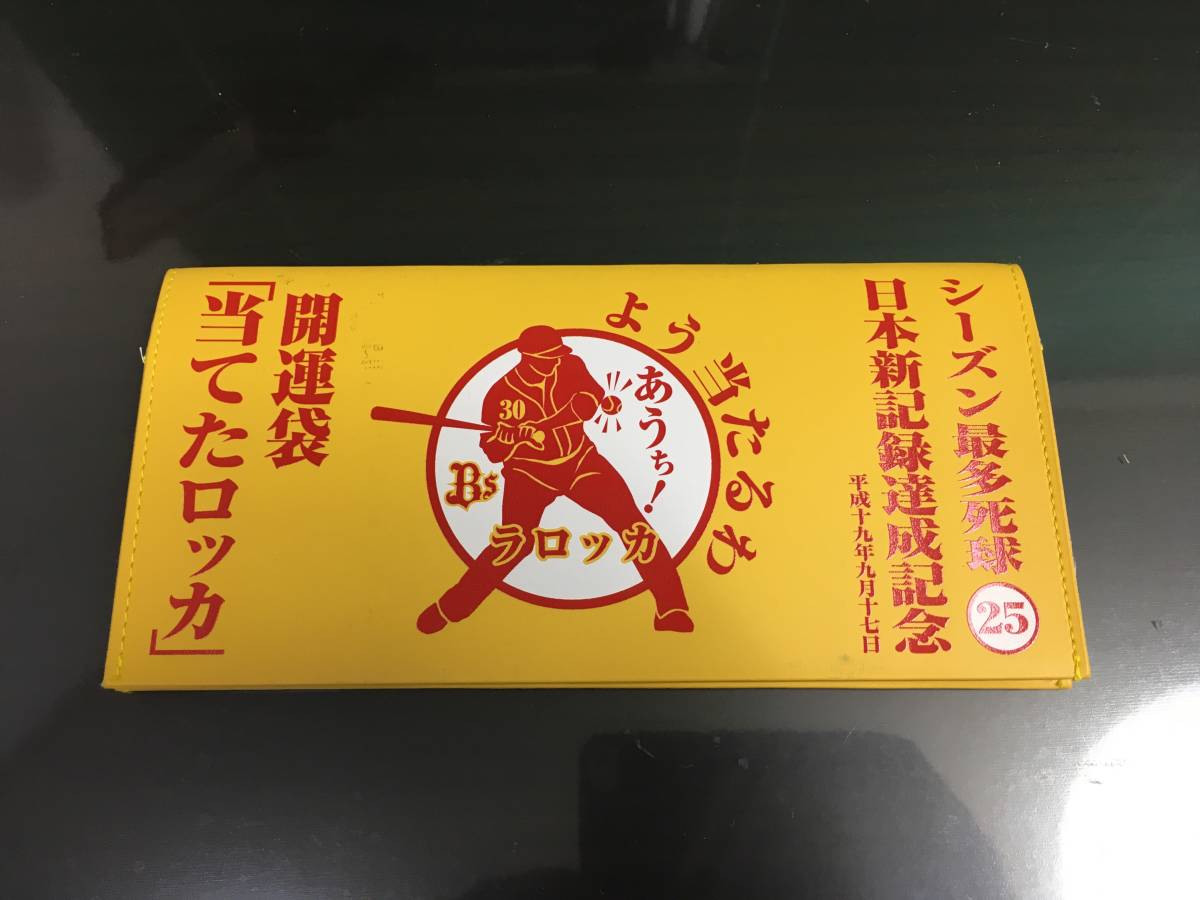 シーズン最多死球 25
日本新記録達成記念
平成十九年九月十七日
よう当たるねん
あうち!
30
Bs
ラロッカ
開運袋
「当てたロッカ」